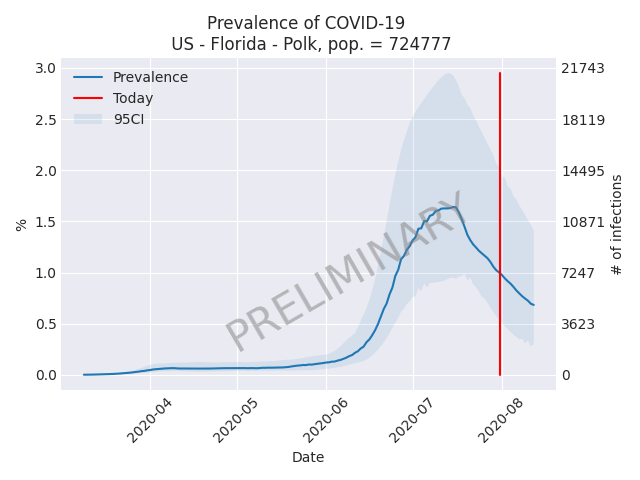 Prevalence of COVID-19
US - Florida - Polk, pop. = 724777
Prevalence
Today
95CI
3.0
2.5
2.0
1.5
1.0
0.5
0.0
%
21743
18119
14495
10871
7247
3623
0
# of infections
PRELIMINARY
2020-04
2020-05
2020-06
2020-07
2020-08
Date